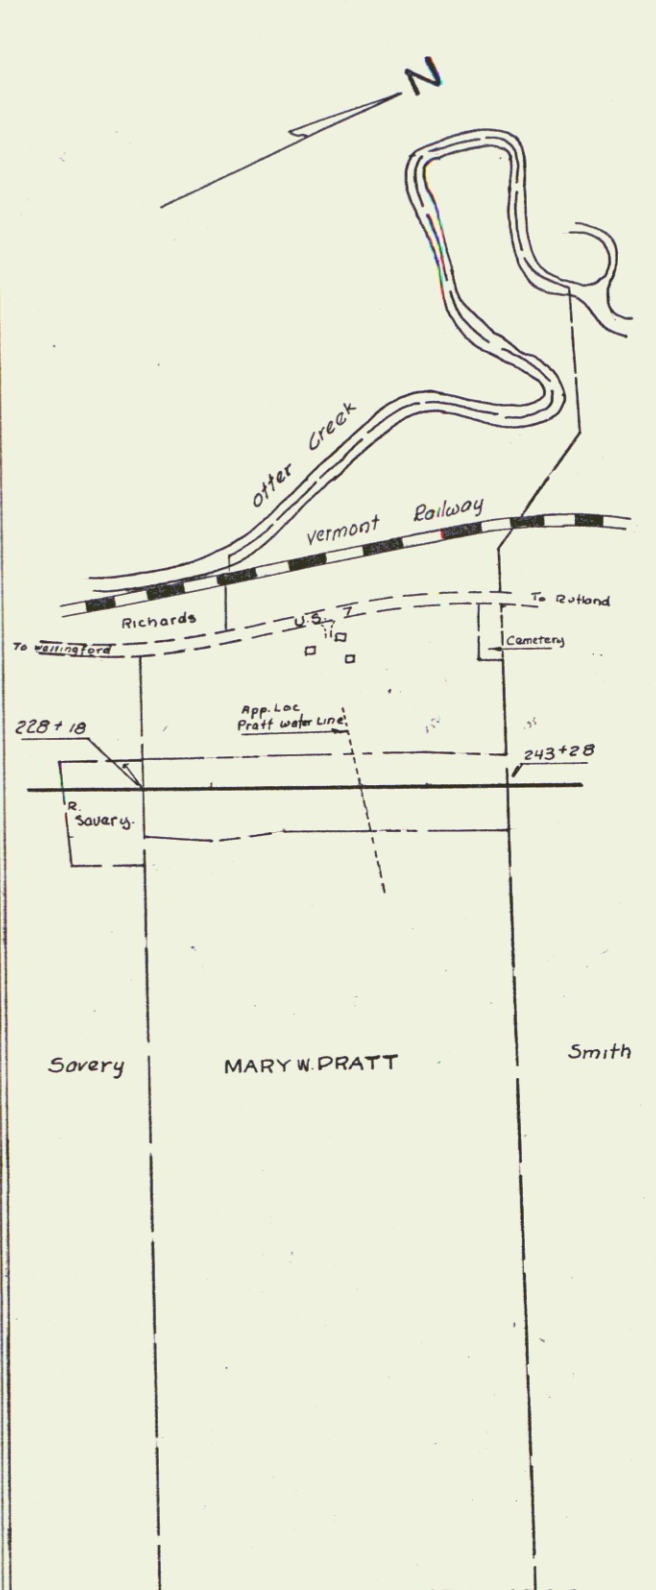 N
Otter Creek
Vermont Railway
Richards
U.S. 7
To Rutland
To Wallingford
Cemetery
App. Loc
Pratt Water Line
228+18
243+28
R.
Savery.
Savery
MARY W. PRATT
Smith